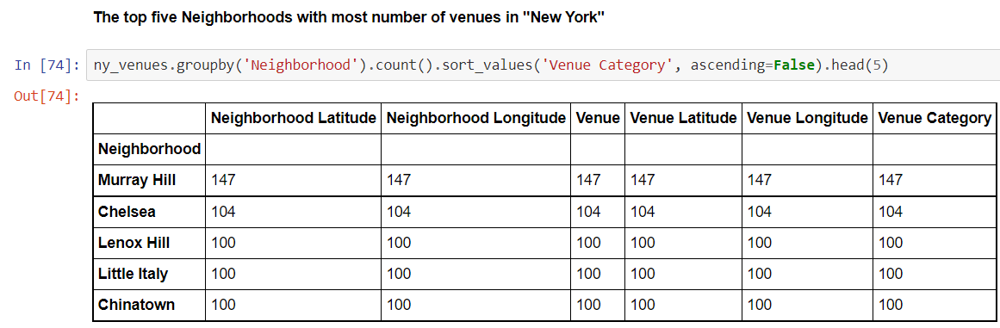 The top five Neighborhoods with most number of venues in "New York"
In [74]: ny_venues.groupby('Neighborhood').count().sort_values('Venue Category', ascending=False).head(5)
Out[74]:
Neighborhood Latitude Neighborhood Longitude Venue Venue Latitude Venue Longitude Venue Category
Neighborhood
Murray Hill 147 147 147 147 147 147
Chelsea 104 104 104 104 104 104
Lenox Hill 100 100 100 100 100 100
Little Italy 100 100 100 100 100 100
Chinatown 100 100 100 100 100 100